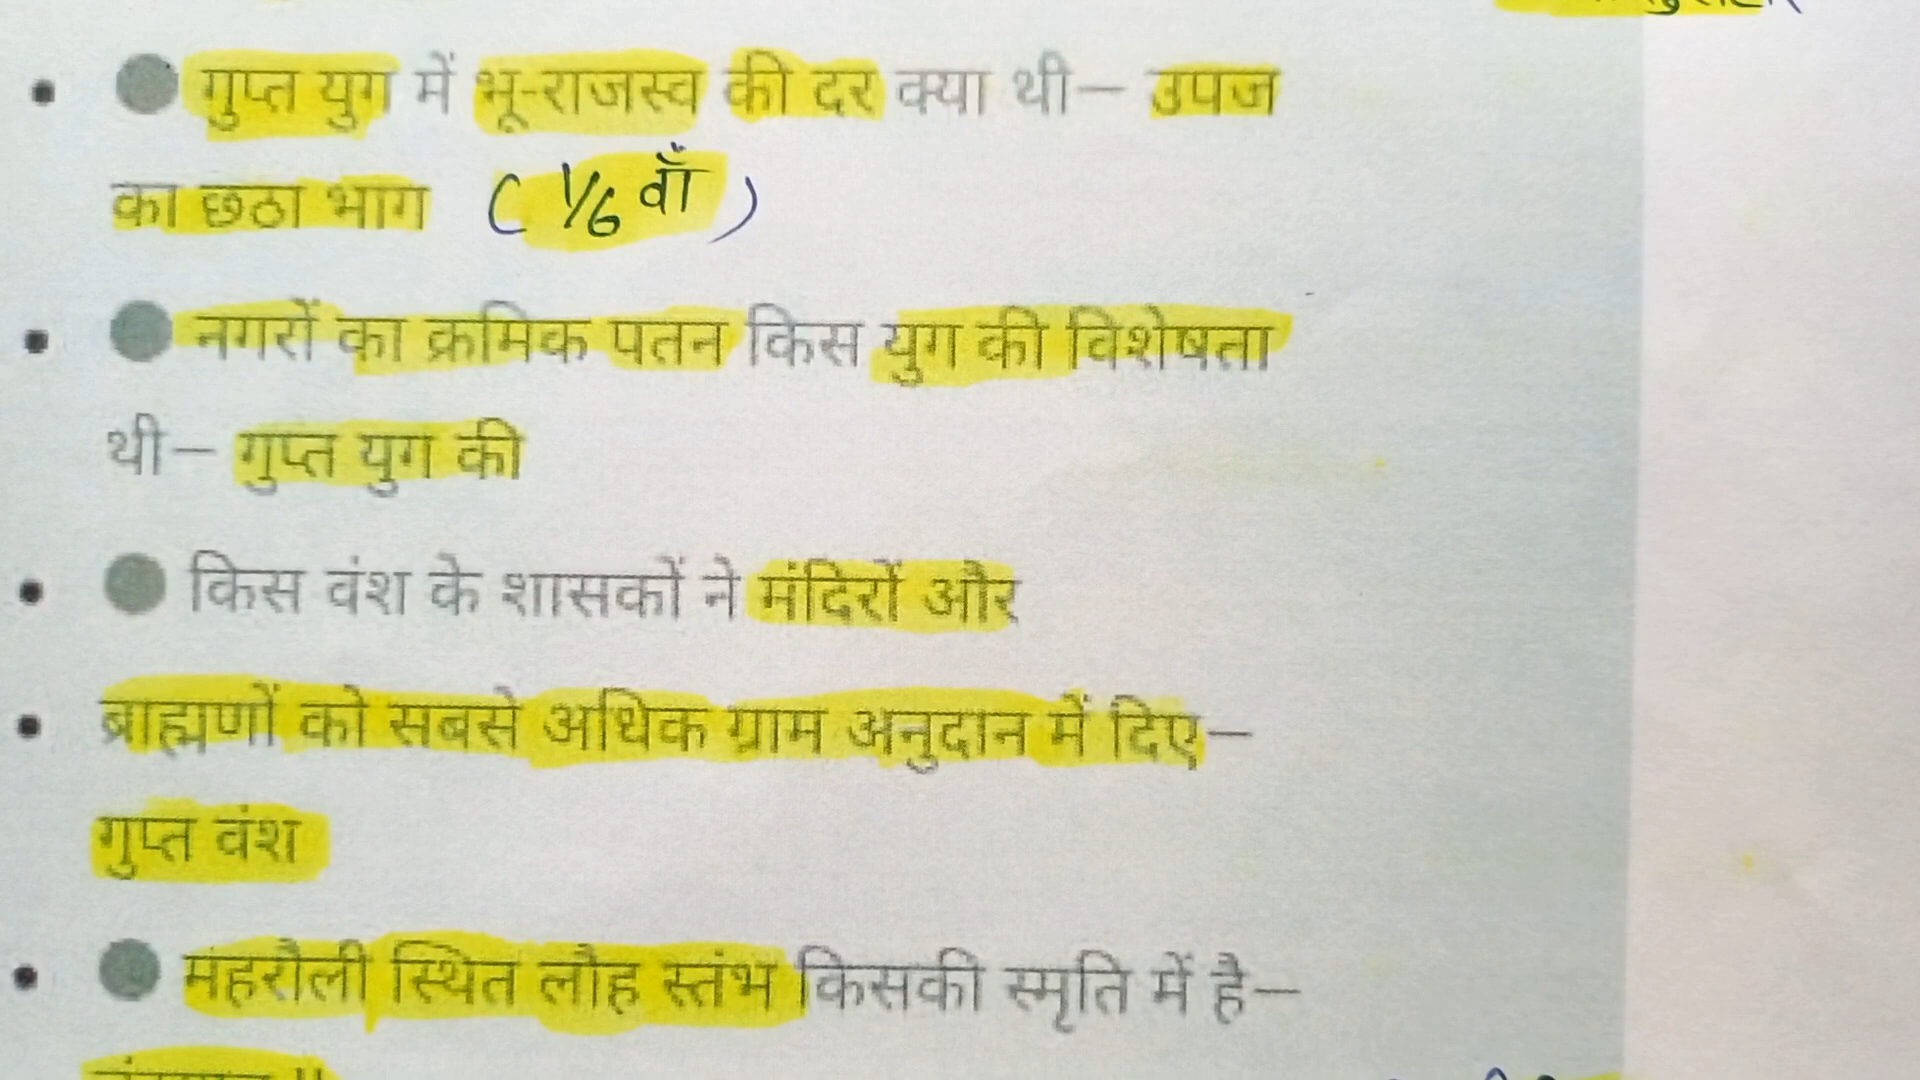 • ● गुप्त युग में भू-राजस्व की दर क्या थी— उपज
का छठा भाग ( 1/6 वाँ )
• ● नगरों का क्रमिक पतन किस युग की विशेषता
थी— गुप्त युग की
• ● किस वंश के शासकों ने मंदिरों और
• ब्राह्मणों को सबसे अधिक ग्राम अनुदान में दिए—
गुप्त वंश
• ● महरौली स्थित लौह स्तंभ किसकी स्मृति में है—